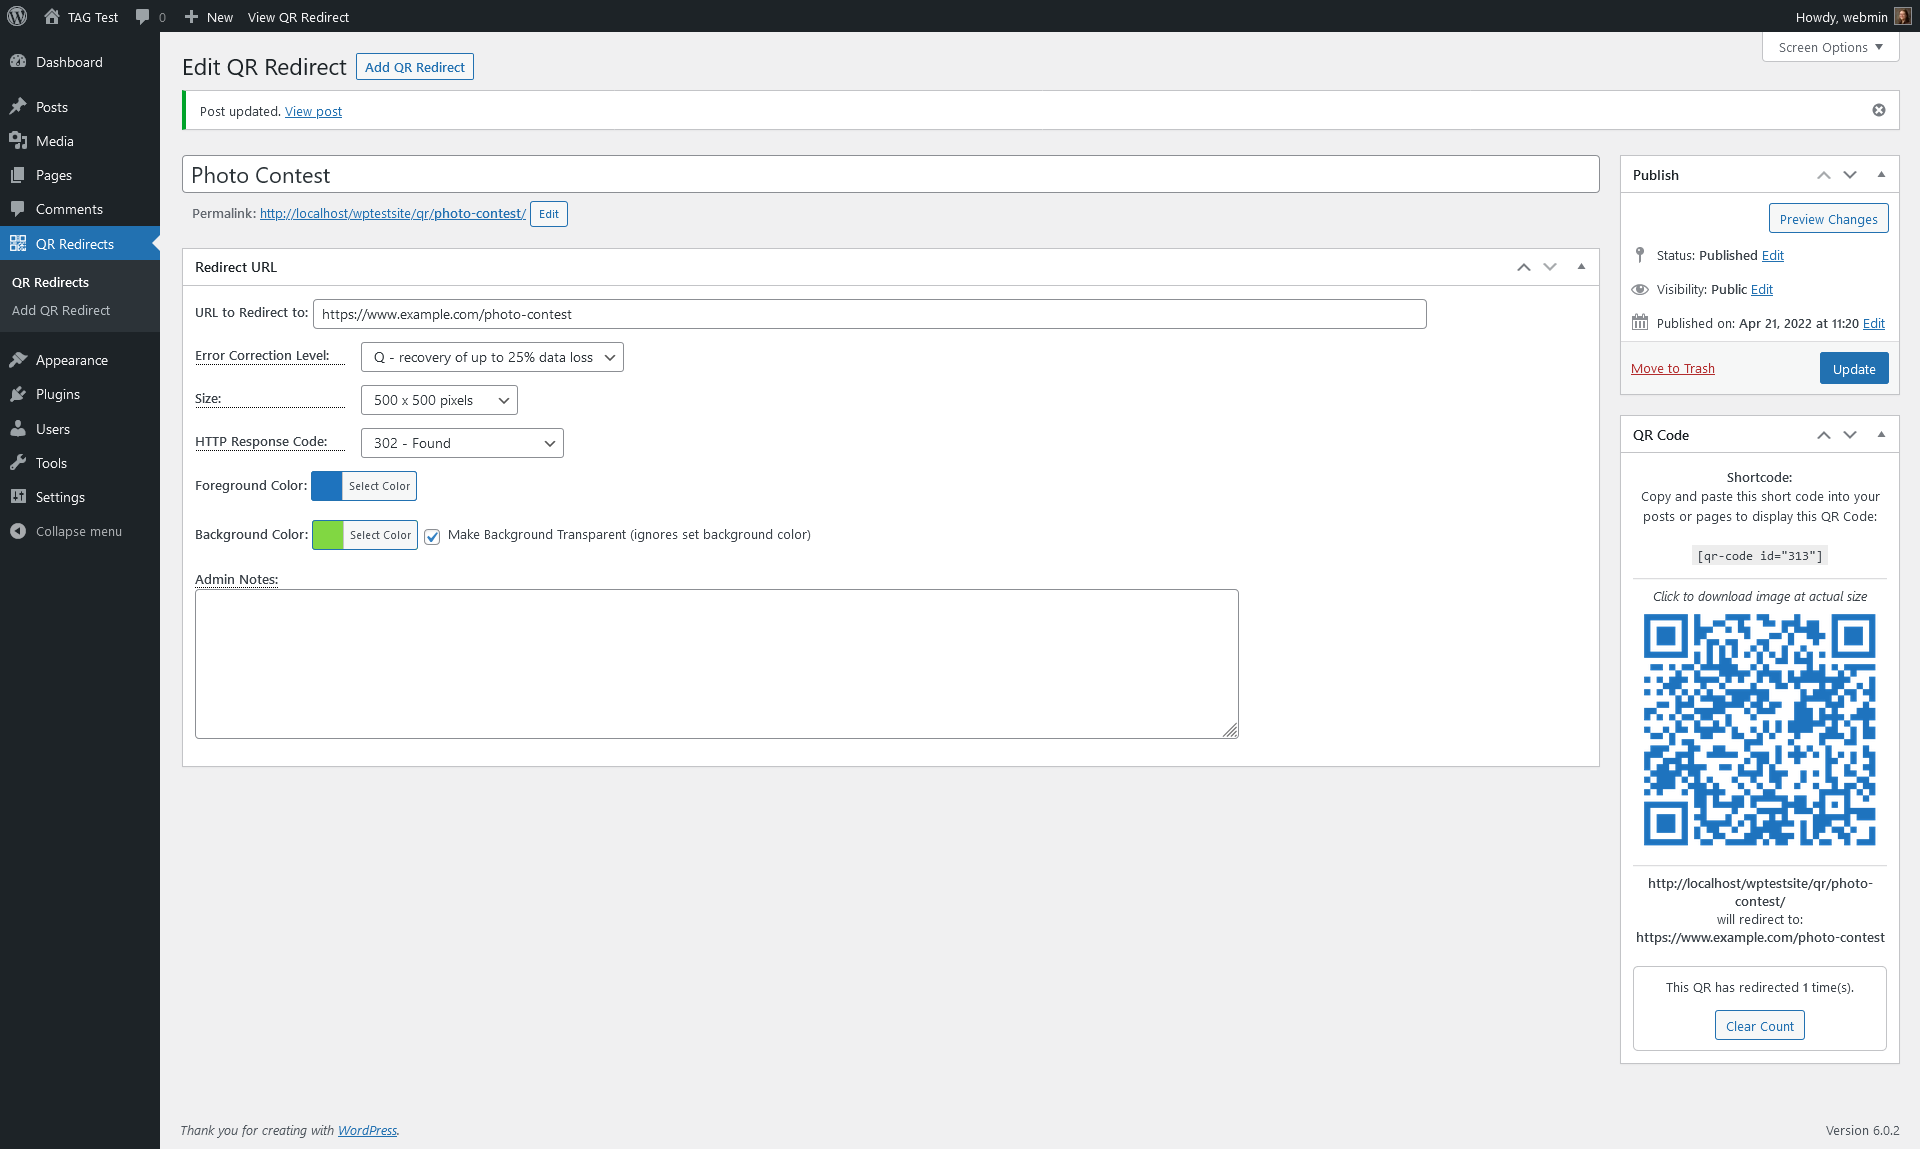 TAG Test
0
New
View QR Redirect
Howdy, webmin
Screen Options
Dashboard
Posts
Media
Pages
Comments
QR Redirects
QR Redirects
Add QR Redirect
Appearance
Plugins
Users
Tools
Settings
Collapse menu
Edit QR Redirect
Add QR Redirect
Post updated. View post
Photo Contest
Permalink: http://localhost/wptestsite/qr/photo-contest/ Edit
Redirect URL
URL to Redirect to: https://www.example.com/photo-contest
Error Correction Level: Q - recovery of up to 25% data loss
Size: 500 x 500 pixels
HTTP Response Code: 302 - Found
Foreground Color: Select Color
Background Color: Select Color Make Background Transparent (ignores set background color)
Admin Notes:
Publish
Preview Changes
Status: Published Edit
Visibility: Public Edit
Published on: Apr 21, 2022 at 11:20 Edit
Move to Trash
Update
QR Code
Shortcode:
Copy and paste this short code into your
posts or pages to display this QR Code:
[qr-code id="313"]
Click to download image at actual size
http://localhost/wptestsite/qr/photo-
contest/
will redirect to:
https://www.example.com/photo-contest
This QR has redirected 1 time(s).
Clear Count
Thank you for creating with WordPress.
Version 6.0.2